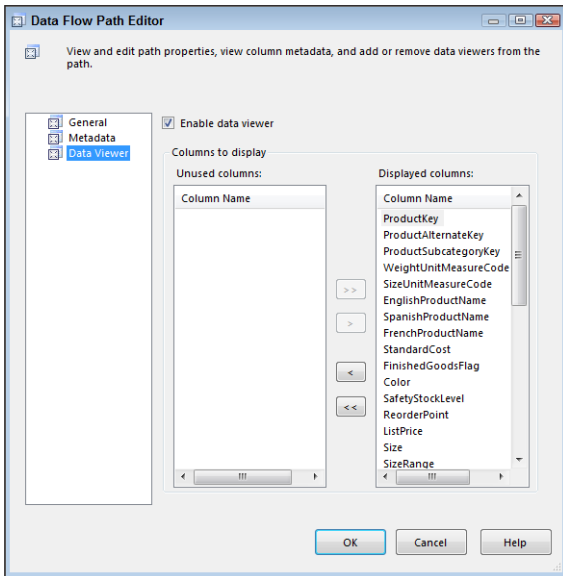 Data Flow Path Editor
View and edit path properties, view column metadata, and add or remove data viewers from the
path.
General
Metadata
Data Viewer
Enable data viewer
Columns to display
Unused columns:
Column Name
Displayed columns:
Column Name
ProductKey
ProductAlternateKey
ProductSubcategoryKey
WeightUnitMeasureCode
SizeUnitMeasureCode
EnglishProductName
SpanishProductName
FrenchProductName
StandardCost
FinishedGoodsFlag
Color
SafetyStockLevel
ReorderPoint
ListPrice
Size
SizeRange
>>
>
<
<<
OK
Cancel
Help